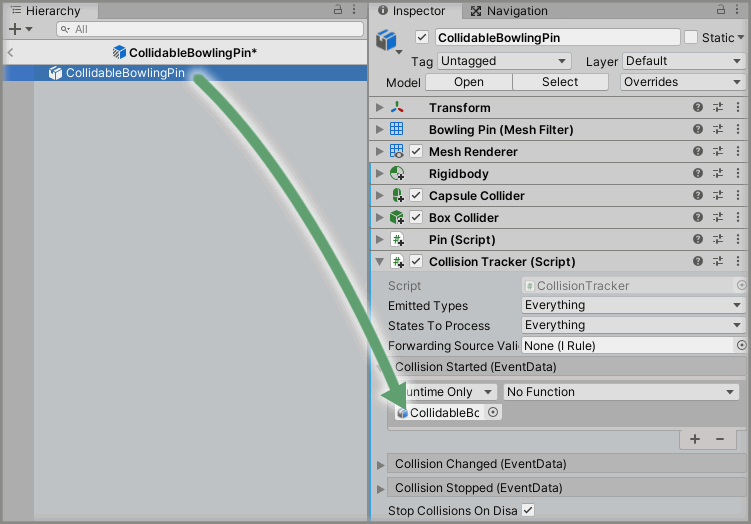 Hierarchy
All
CollidableBowlingPin*
CollidableBowlingPin
Inspector Navigation
CollidableBowlingPin Static
Tag Untagged Layer Default
Model Open Select Overrides
Transform
Bowling Pin (Mesh Filter)
Mesh Renderer
Rigidbody
Capsule Collider
Box Collider
Pin (Script)
Collision Tracker (Script)
Script CollisionTracker
Emitted Types Everything
States To Process Everything
Forwarding Source Vali None (I Rule)
Collision Started (EventData)
untime Only No Function
CollidableBo
Collision Changed (EventData)
Collision Stopped (EventData)
Stop Collisions On Disa